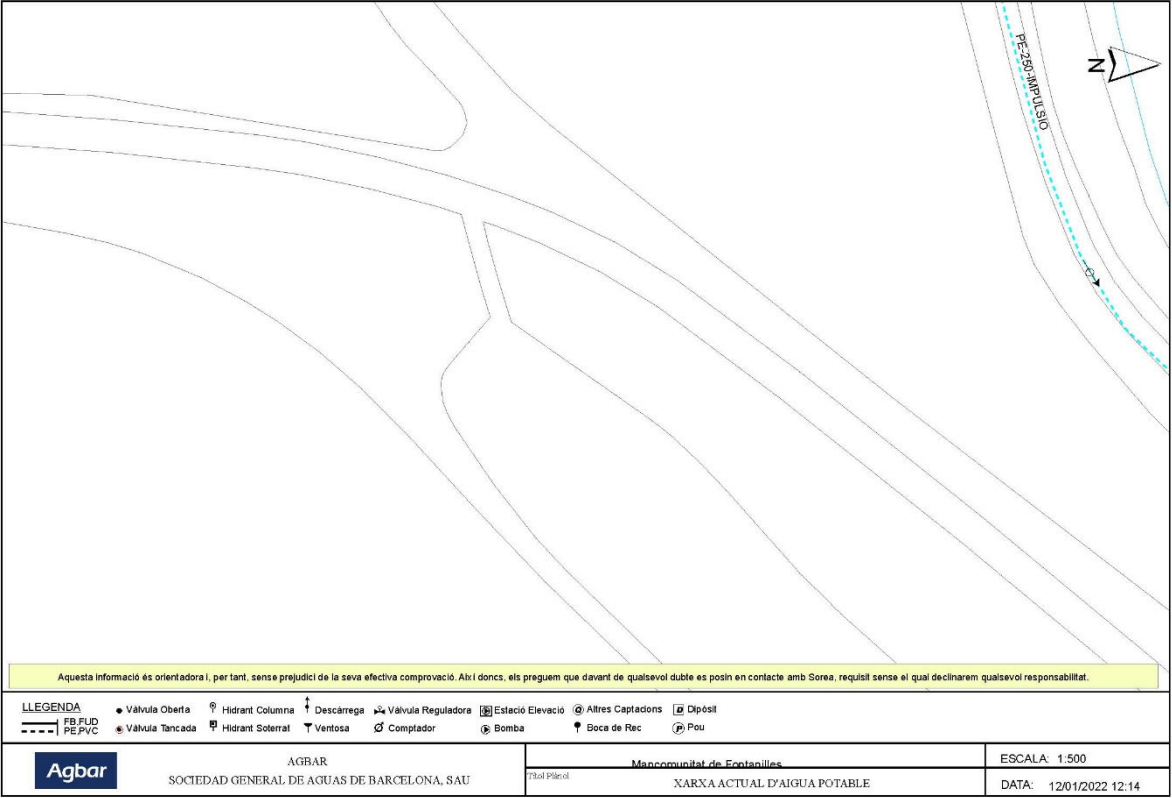 PE-250-IMPULSIO
N
Aquesta informació és orientadora i, per tant, sense prejudici de la seva efectiva comprovació. Així doncs, els preguem que davant de qualsevol dubte es posin en contacte amb Sorea, requisit sense el qual declinarem qualsevol responsabilitat.
LLEGENDA
FB,FUD
PE,PVC
Vàlvula Oberta
Hidrant Columna
Descàrrega
Vàlvula Reguladora
Estació Elevació
Altres Captacions
D Dipòsit
Vàlvula Tancada
Hidrant Soterrat
Ventosa
Comptador
Bomba
Boca de Rec
P Pou
Agbar
AGBAR
SOCIEDAD GENERAL DE AGUAS DE BARCELONA, SAU
Mancomunitat de Fontanilles
Títol Plànol
XARXA ACTUAL D'AIGUA POTABLE
ESCALA: 1:500
DATA: 12/01/2022 12:14